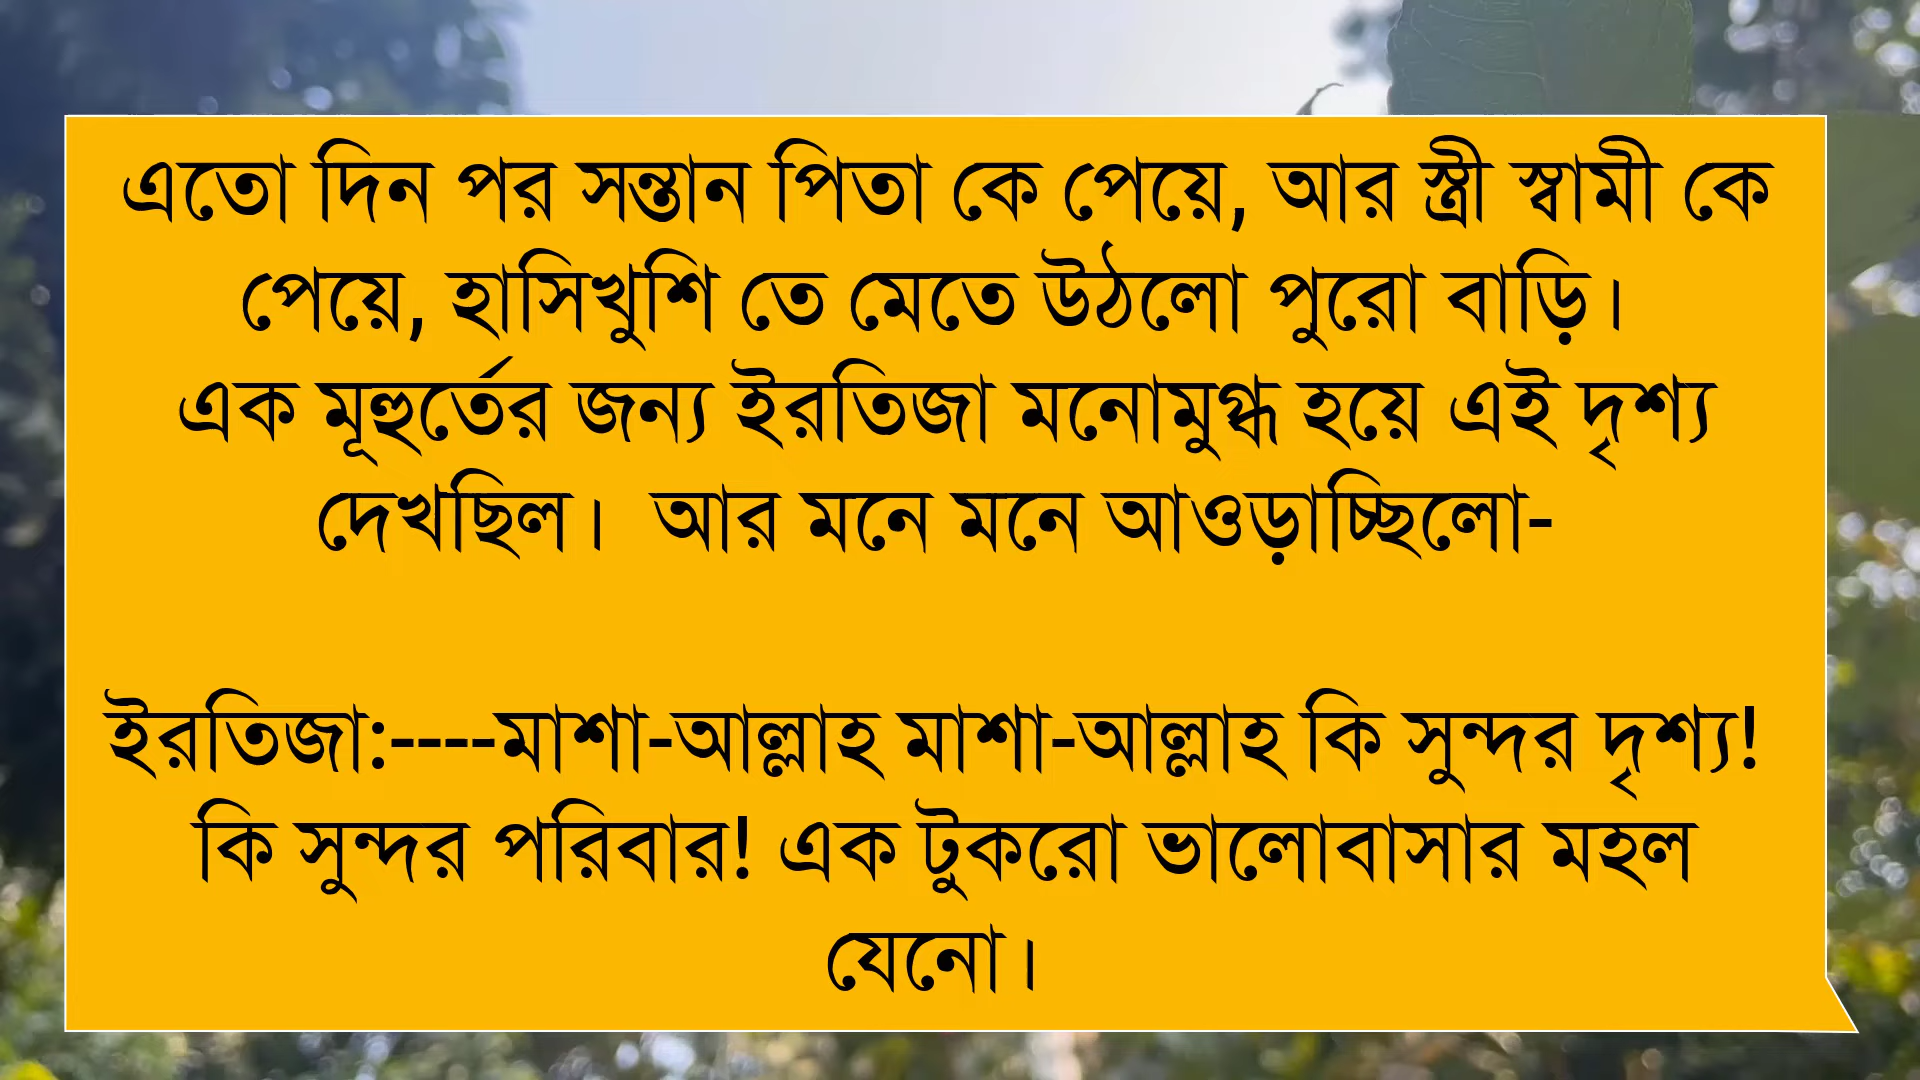 এতো দিন পর সন্তান পিতা কে পেয়ে, আর স্ত্রী স্বামী কে
পেয়ে, হাসিখুশি তে মেতে উঠলো পুরো বাড়ি।
এক মূহুর্তের জন্য ইরতিজা মনোমুগ্ধ হয়ে এই দৃশ্য
দেখছিল।  আর মনে মনে আওড়াচ্ছিলো-
ইরতিজা:----মাশা-আল্লাহ মাশা-আল্লাহ কি সুন্দর দৃশ্য!
কি সুন্দর পরিবার! এক টুকরো ভালোবাসার মহল
যেনো।